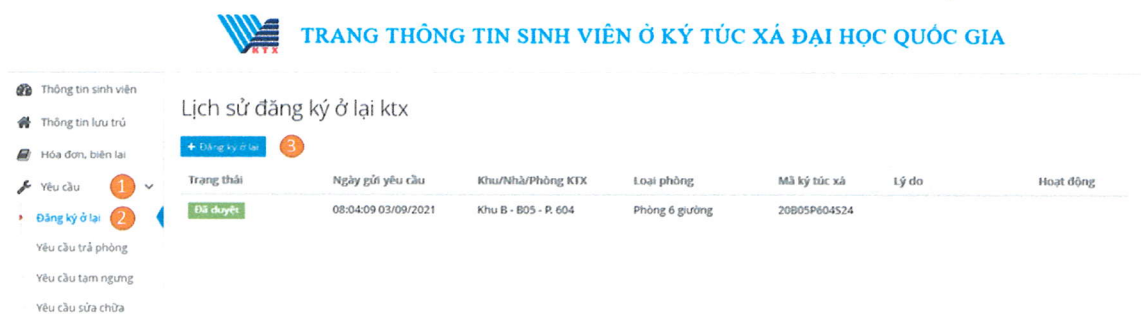 KTX
TRANG THÔNG TIN SINH VIÊN Ở KÝ TÚC XÁ ĐẠI HỌC QUỐC GIA
Thông tin sinh viên
Thông tin lưu trú
Hóa đơn, biên lai
Yêu cầu 1
Đăng ký ở lại 2
Yêu cầu trả phòng
Yêu cầu tạm ngưng
Yêu cầu sửa chữa
Lịch sử đăng ký ở lại ktx
+ Đăng ký ở lại 3
Trạng thái Ngày gửi yêu cầu Khu/Nhà/Phòng KTX Loại phòng Mã ký túc xá Lý do Hoạt động
Đã duyệt 08:04:09 03/09/2021 Khu B - B05 - P. 604 Phòng 6 giường 20B05P604S24